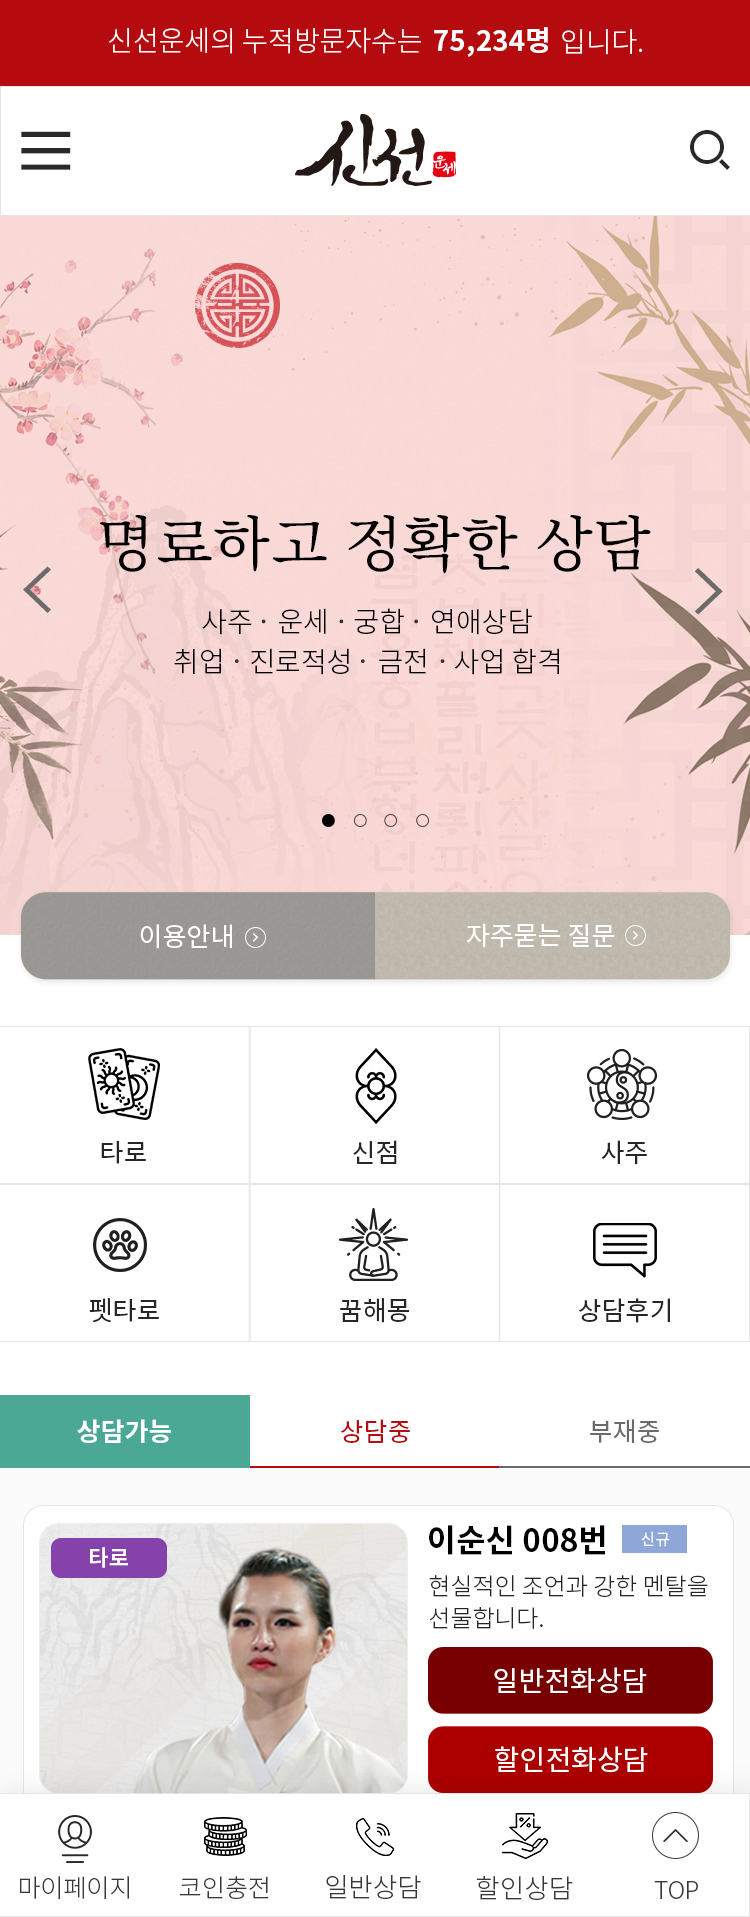 신선운세의 누적방문자수는 75,234명 입니다.
신선 운세
명료하고 정확한 상담
사주 · 운세 · 궁합 · 연애상담
취업 · 진로적성 · 금전 · 사업 합격
이용안내
자주묻는 질문
타로
신점
사주
펫타로
꿈해몽
상담후기
상담가능
상담중
부재중
타로
이순신 008번 신규
현실적인 조언과 강한 멘탈을
선물합니다.
일반전화상담
할인전화상담
마이페이지
코인충전
일반상담
할인상담
TOP